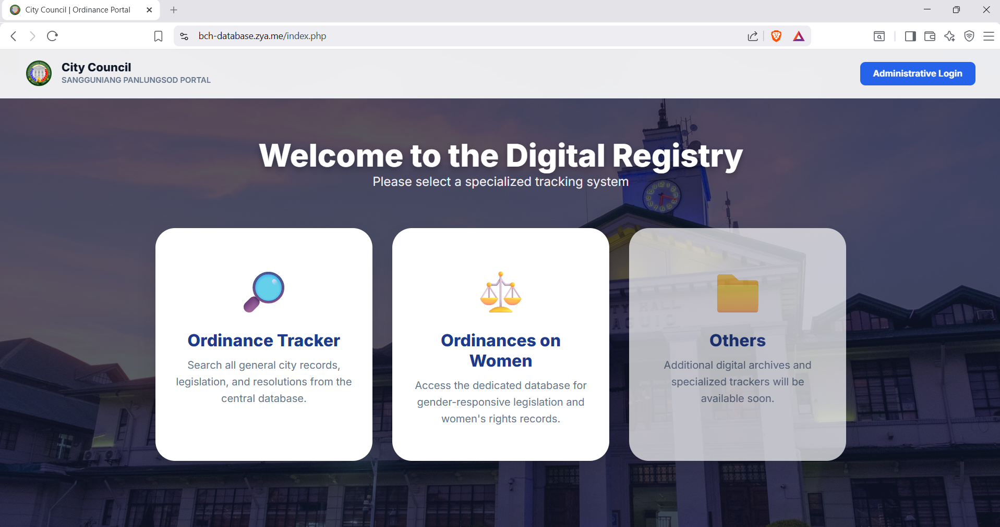 City Council | Ordinance Portal
bch-database.zya.me/index.php
City Council
SANGGUNIANG PANLUNGSOD PORTAL
Administrative Login
Welcome to the Digital Registry
Please select a specialized tracking system
Ordinance Tracker
Search all general city records,
legislation, and resolutions from the
central database.
Ordinances on
Women
Access the dedicated database for
gender-responsive legislation and
women's rights records.
Others
Additional digital archives and
specialized trackers will be
available soon.